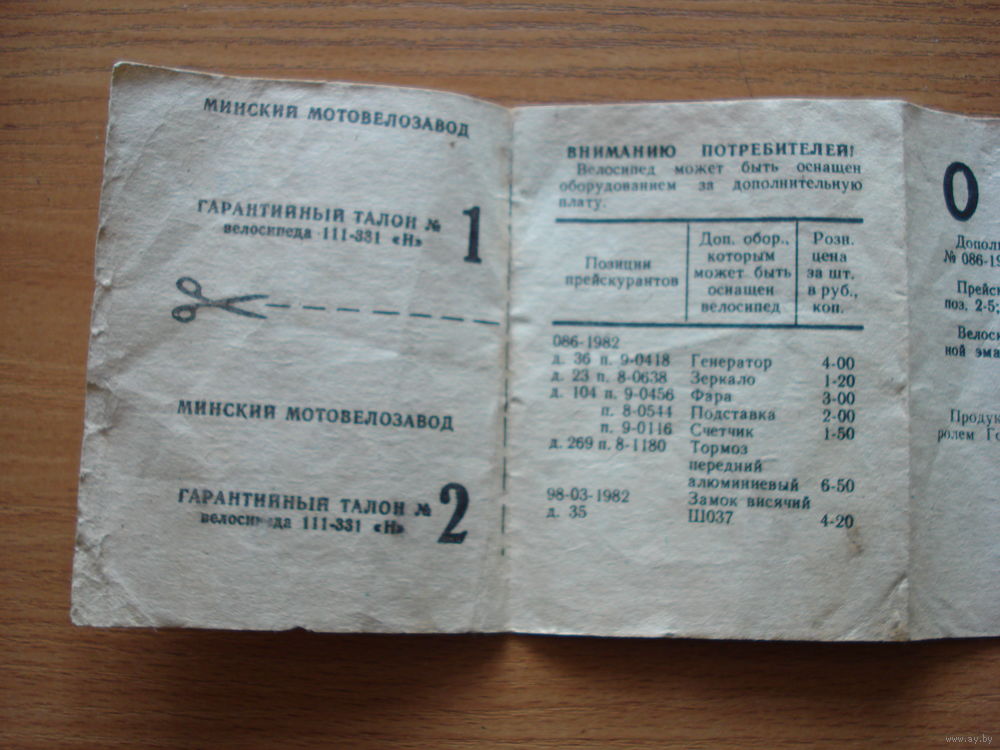 МИНСКИЙ МОТОВЕЛОЗАВОД
ГАРАНТИЙНЫЙ ТАЛОН № 1
велосипеда 111-331 «Н»
МИНСКИЙ МОТОВЕЛОЗАВОД
ГАРАНТИЙНЫЙ ТАЛОН № 2
велосипеда 111-331 «Н»
ВНИМАНИЮ ПОТРЕБИТЕЛЕЙ!
Велосипед может быть оснащен
оборудованием за дополнительную
плату.
Позиции
прейскурантов
Доп. обор.,
которым
может быть
оснащен
велосипед
Розн.
цена
за шт.
в руб.,
коп.
086-1982
д. 36 п. 9-0418 Генератор 4-00
д. 23 п. 8-0638 Зеркало 1-20
д. 104 п. 9-0456 Фара 3-00
п. 8-0544 Подставка 2-00
п. 9-0116 Счетчик 1-50
д. 269 п. 8-1180 Тормоз
передний
алюминиевый 6-50
98-03-1982 Замок висячий
д. 35 Ш037 4-20
О
Допол
№ 086-19
Прейск
поз. 2-5;
Велос
ной эма
Продук
ролем Го
www.ay.by